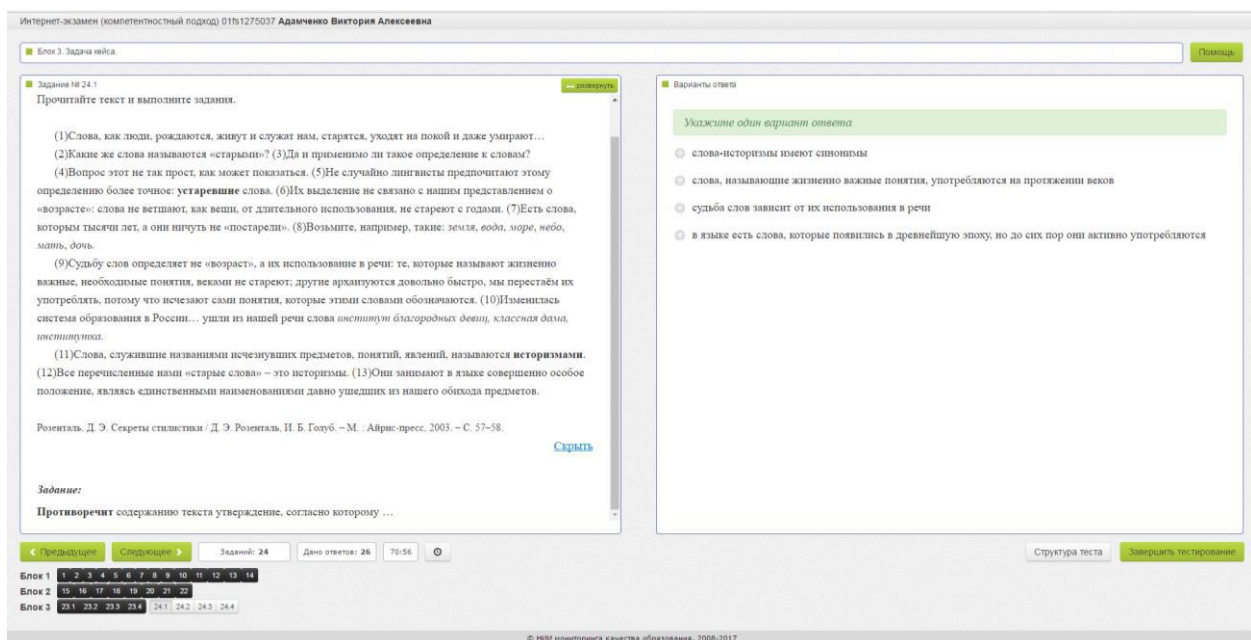 Интернет-экзамен (компетентностный подход) 01fs1275037 Адамченко Виктория Алексеевна
Блок 3. Задача кейса.
Помощь
Задание № 24.1
развернуть
Прочитайте текст и выполните задания.
(1)Слова, как люди, рождаются, живут и служат нам, старятся, уходят на покой и даже умирают…
(2)Какие же слова называются «старыми»? (3)Да и применимо ли такое определение к словам?
(4)Вопрос этот не так прост, как может показаться. (5)Не случайно лингвисты предпочитают этому
определению более точное: устаревшие слова. (6)Их выделение не связано с нашим представлением о
«возрасте»: слова не ветшают, как вещи, от длительного использования, не стареют с годами. (7)Есть слова,
которым тысячи лет, а они ничуть не «постарели». (8)Возьмите, например, такие: земля, вода, море, небо,
мать, дочь.
(9)Судьбу слов определяет не «возраст», а их использование в речи: те, которые называют жизненно
важные, необходимые понятия, веками не стареют; другие архаизуются довольно быстро, мы перестаём их
употреблять, потому что исчезают сами понятия, которые этими словами обозначаются. (10)Изменилась
система образования в России… ушли из нашей речи слова институт благородных девиц, классная дама,
институтка.
(11)Слова, служившие названиями исчезнувших предметов, понятий, явлений, называются историзмами.
(12)Все перечисленные нами «старые слова» – это историзмы. (13)Они занимают в языке совершенно особое
положение, являясь единственными наименованиями давно ушедших из нашего обихода предметов.
Розенталь, Д. Э. Секреты стилистики / Д. Э. Розенталь, И. Б. Голуб. – М. : Айрис-пресс, 2003. – С. 57–58.
Скрыть
Задание:
Противоречит содержанию текста утверждение, согласно которому …
Варианты ответа
Укажите один вариант ответа
слова-историзмы имеют синонимы
слова, называющие жизненно важные понятия, употребляются на протяжении веков
судьба слов зависит от их использования в речи
в языке есть слова, которые появились в древнейшую эпоху, но до сих пор они активно употребляются
Предыдущее Следующее Заданий: 24 Дано ответов: 26 70:56 Структура теста Завершить тестирование
Блок 1 1 2 3 4 5 6 7 8 9 10 11 12 13 14
Блок 2 15 16 17 18 19 20 21 22
Блок 3 23.1 23.2 23.3 23.4 24.1 24.2 24.3 24.4
© НИИ мониторинга качества образования, 2008-2017